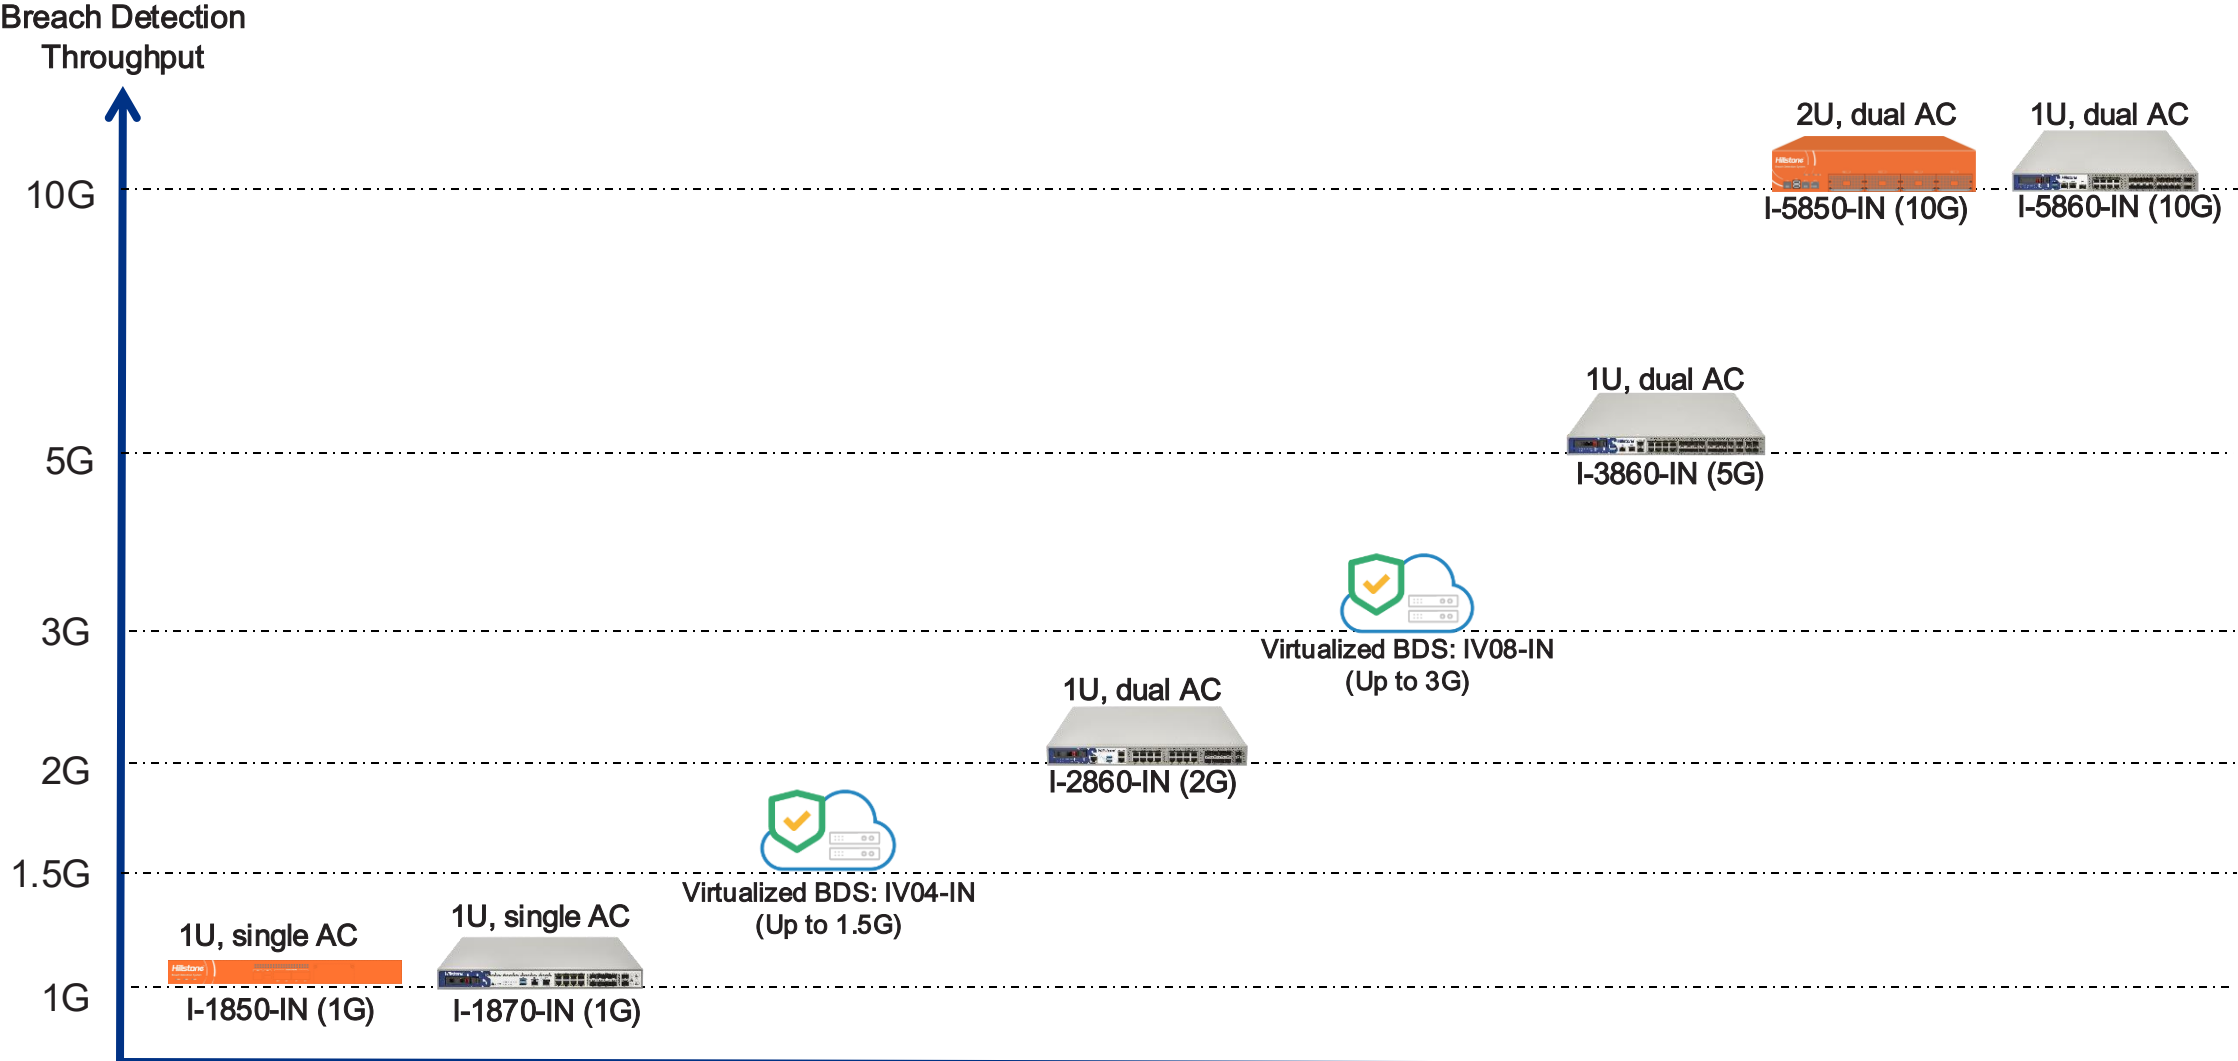 Breach Detection
Throughput
2U, dual AC
1U, dual AC
Hillstone
10G
I-5850-IN (10G)
I-5860-IN (10G)
1U, dual AC
5G
I-3860-IN (5G)
3G
Virtualized BDS: IV08-IN
(Up to 3G)
1U, dual AC
2G
I-2860-IN (2G)
1.5G
Virtualized BDS: IV04-IN
(Up to 1.5G)
1U, single AC
1U, single AC
Hillstone
1G
I-1850-IN (1G)
I-1870-IN (1G)